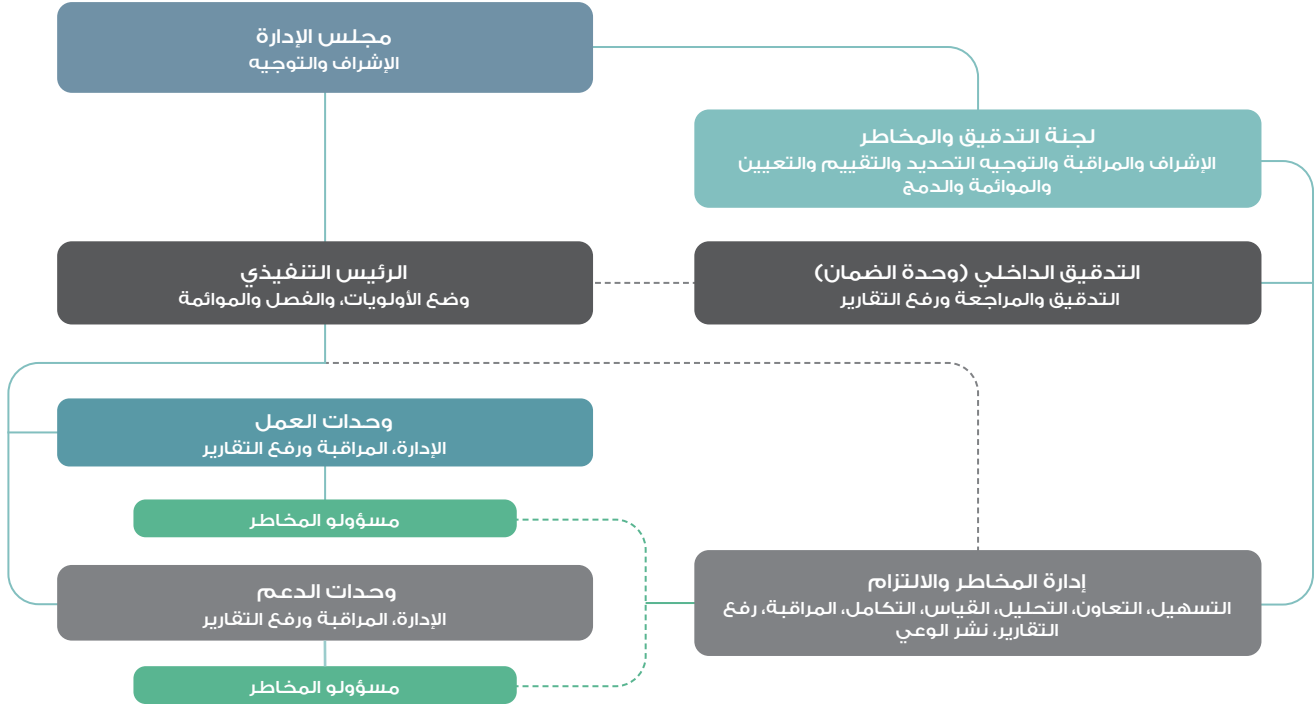 مجلس الإدارة
الإشراف والتوجيه
لجنة التدقيق والمخاطر
الإشراف والمراقبة والتوجيه التحديد والتقييم والتعيين
والموائمة والدمج
الرئيس التنفيذي
وضع الأولويات، والفصل والموائمة
التدقيق الداخلي (وحدة الضمان)
التدقيق والمراجعة ورفع التقارير
وحدات العمل
الإدارة، المراقبة ورفع التقارير
مسؤولو المخاطر
وحدات الدعم
الإدارة، المراقبة ورفع التقارير
مسؤولو المخاطر
إدارة المخاطر والالتزام
التسهيل، التعاون، التحليل، القياس، التكامل، المراقبة، رفع
التقارير، نشر الوعي